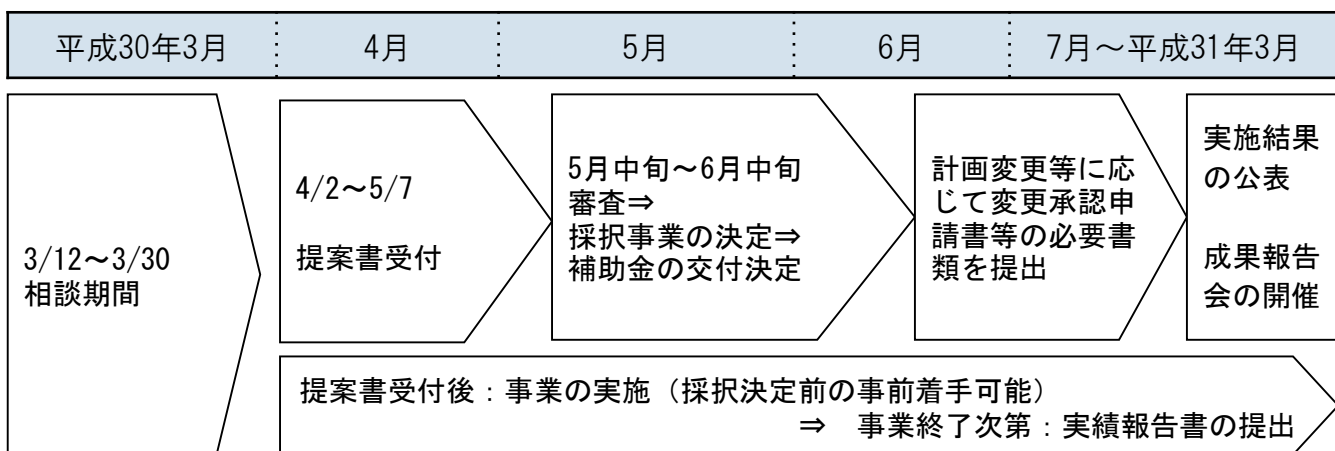 平成30年3月
4月
5月
6月
7月～平成31年3月
3/12～3/30
相談期間
4/2～5/7
提案書受付
5月中旬～6月中旬
審査⇒
採択事業の決定⇒
補助金の交付決定
計画変更等に応
じて変更承認申
請書等の必要書
類を提出
実施結果
の公表
成果報告
会の開催
提案書受付後：事業の実施（採択決定前の事前着手可能）
⇒　事業終了次第：実績報告書の提出